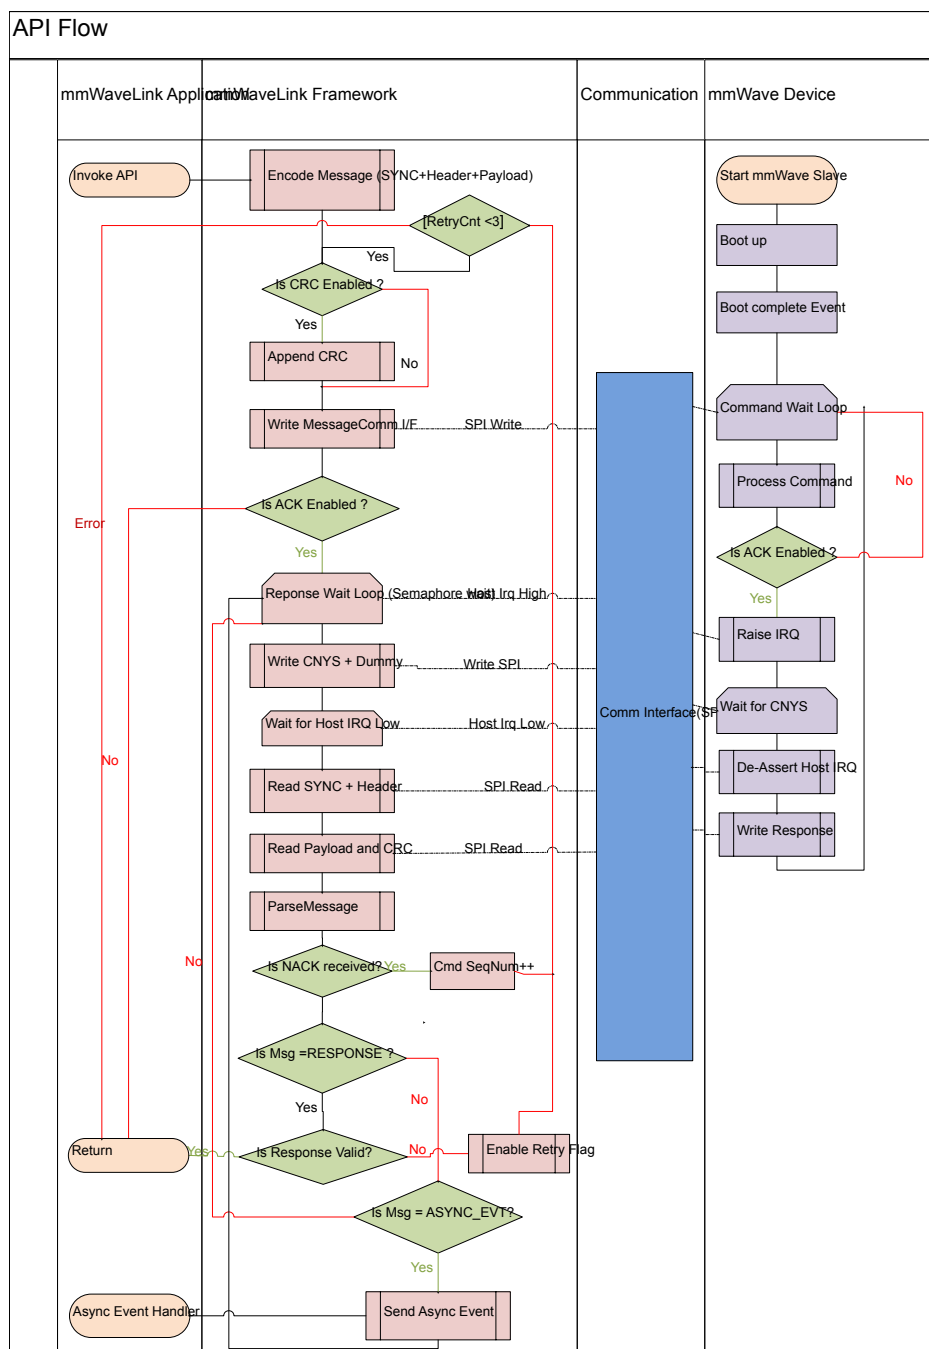 API Flow
mmWaveLink Application
mmWaveLink Framework
Communication
mmWave Device
Invoke API
Encode Message (SYNC+Header+Payload)
Start mmWave Slave
[RetryCnt <3]
Boot up
Yes
Is CRC Enabled ?
Boot complete Event
Yes
Append CRC
No
Command Wait Loop
Write MessageComm I/F
SPI Write
Process Command
No
Is ACK Enabled ?
Error
Is ACK Enabled ?
Yes
Yes
Reponse Wait Loop (Semaphore wait)
Host Irq High
Raise IRQ
Write CNYS + Dummy
Write SPI
Wait for CNYS
Comm Interface(SP
Wait for Host IRQ Low
Host Irq Low
No
De-Assert Host IRQ
Read SYNC + Header
SPI Read
Write Response
Read Payload and CRC
SPI Read
ParseMessage
No
Is NACK received?
Yes
Cmd SeqNum++
Is Msg =RESPONSE ?
No
Yes
Return
Yes
Is Response Valid?
No
Enable Retry Flag
Is Msg = ASYNC_EVT?
Yes
Async Event Handler
Send Async Event